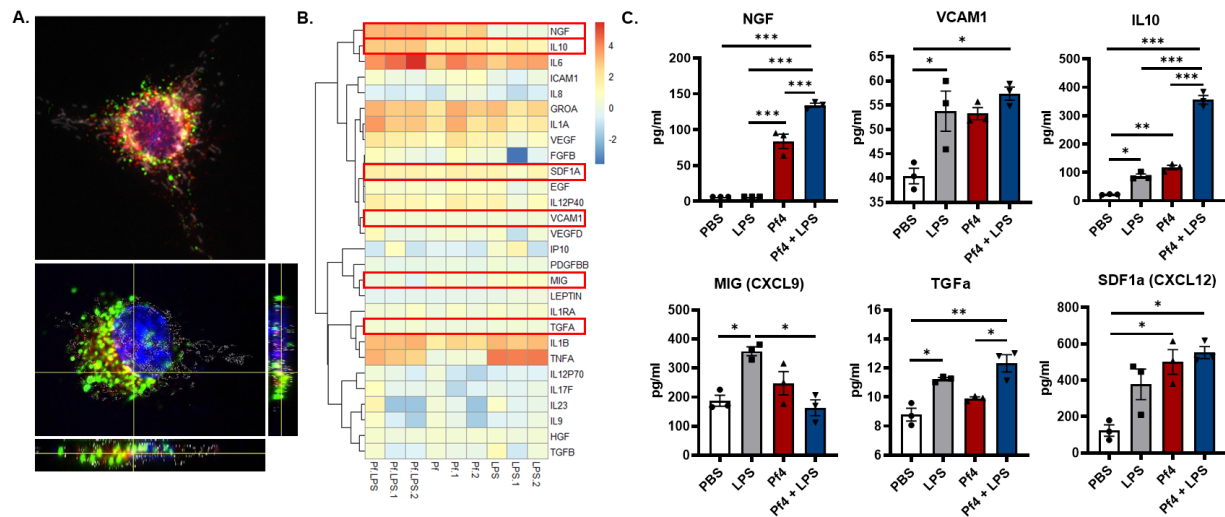 A.
B.
NGF
IL10
IL6
ICAM1
IL8
GROA
IL1A
VEGF
FGFB
SDF1A
EGF
IL12P40
VCAM1
VEGFD
IP10
PDGFBB
MIG
LEPTIN
IL1RA
TGFA
IL1B
TNFA
IL12P70
IL17F
IL23
IL9
HGF
TGFB
4
2
0
-2
Pf.LPS
Pf.LPS.1
Pf.LPS.2
Pf
Pf.1
Pf.2
LPS
LPS.1
LPS.2
C.
NGF
***
***
***
***
pg/ml
200
150
100
50
0
PBS
LPS
Pf4
Pf4 + LPS
VCAM1
*
*
pg/ml
65
60
55
50
45
40
35
PBS
LPS
Pf4
Pf4 + LPS
IL10
***
***
***
**
*
pg/ml
500
400
300
200
100
0
PBS
LPS
Pf4
Pf4 + LPS
MIG (CXCL9)
*
*
pg/ml
500
400
300
200
100
0
PBS
LPS
Pf4
Pf4 + LPS
TGFa
**
*
*
pg/ml
16
14
12
10
8
6
PBS
LPS
Pf4
Pf4 + LPS
SDF1a (CXCL12)
*
*
pg/ml
800
600
400
200
0
PBS
LPS
Pf4
Pf4 + LPS